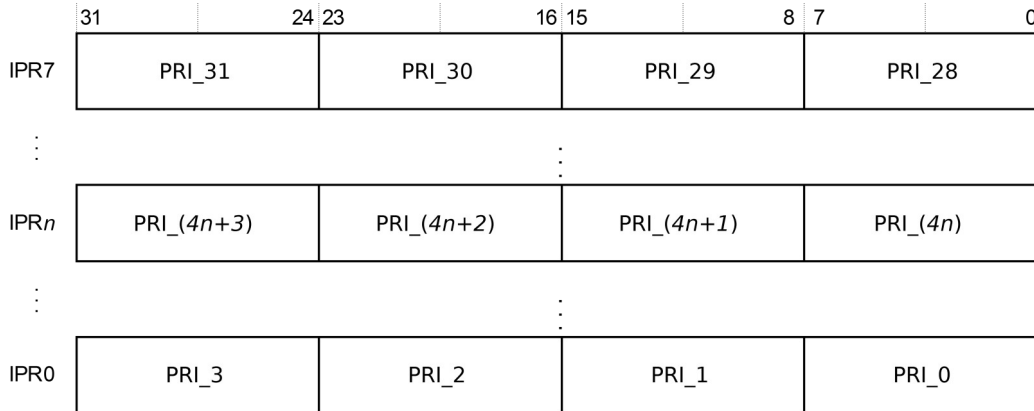 31 24 23 16 15 8 7 0
IPR7 PRI_31 PRI_30 PRI_29 PRI_28
IPRn PRI_(4n+3) PRI_(4n+2) PRI_(4n+1) PRI_(4n)
IPR0 PRI_3 PRI_2 PRI_1 PRI_0